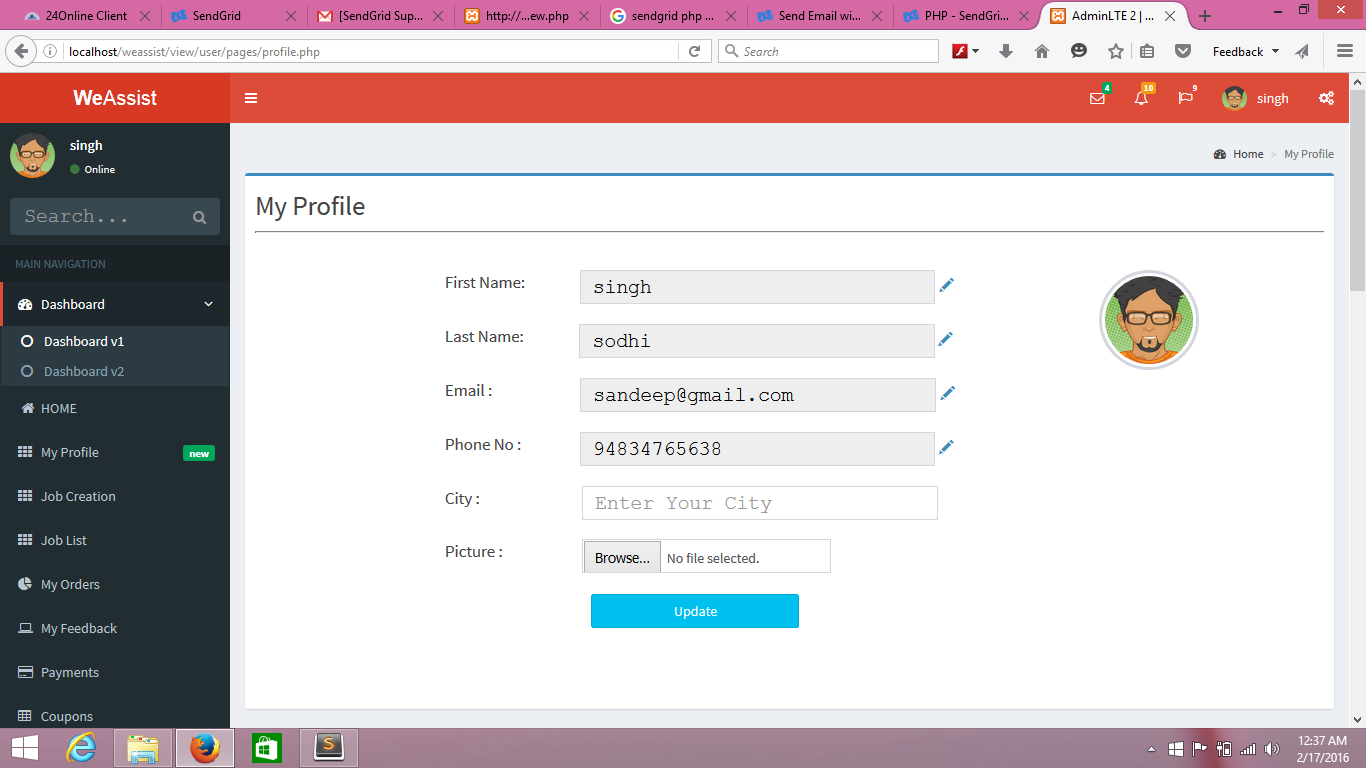 24Online Client
SendGrid
[SendGrid Sup...
http://...ew.php
sendgrid php ...
Send Email wi...
PHP - SendGri...
AdminLTE 2 | ...
localhost/weassist/view/user/pages/profile.php
Search
Feedback
WeAssist
4
10
9
singh
singh
Online
Home > My Profile
Search...
My Profile
MAIN NAVIGATION
Dashboard
Dashboard v1
Dashboard v2
HOME
My Profile new
Job Creation
Job List
My Orders
My Feedback
Payments
Coupons
First Name: singh
Last Name: sodhi
Email : sandeep@gmail.com
Phone No : 94834765638
City : Enter Your City
Picture : Browse... No file selected.
Update
12:37 AM
2/17/2016